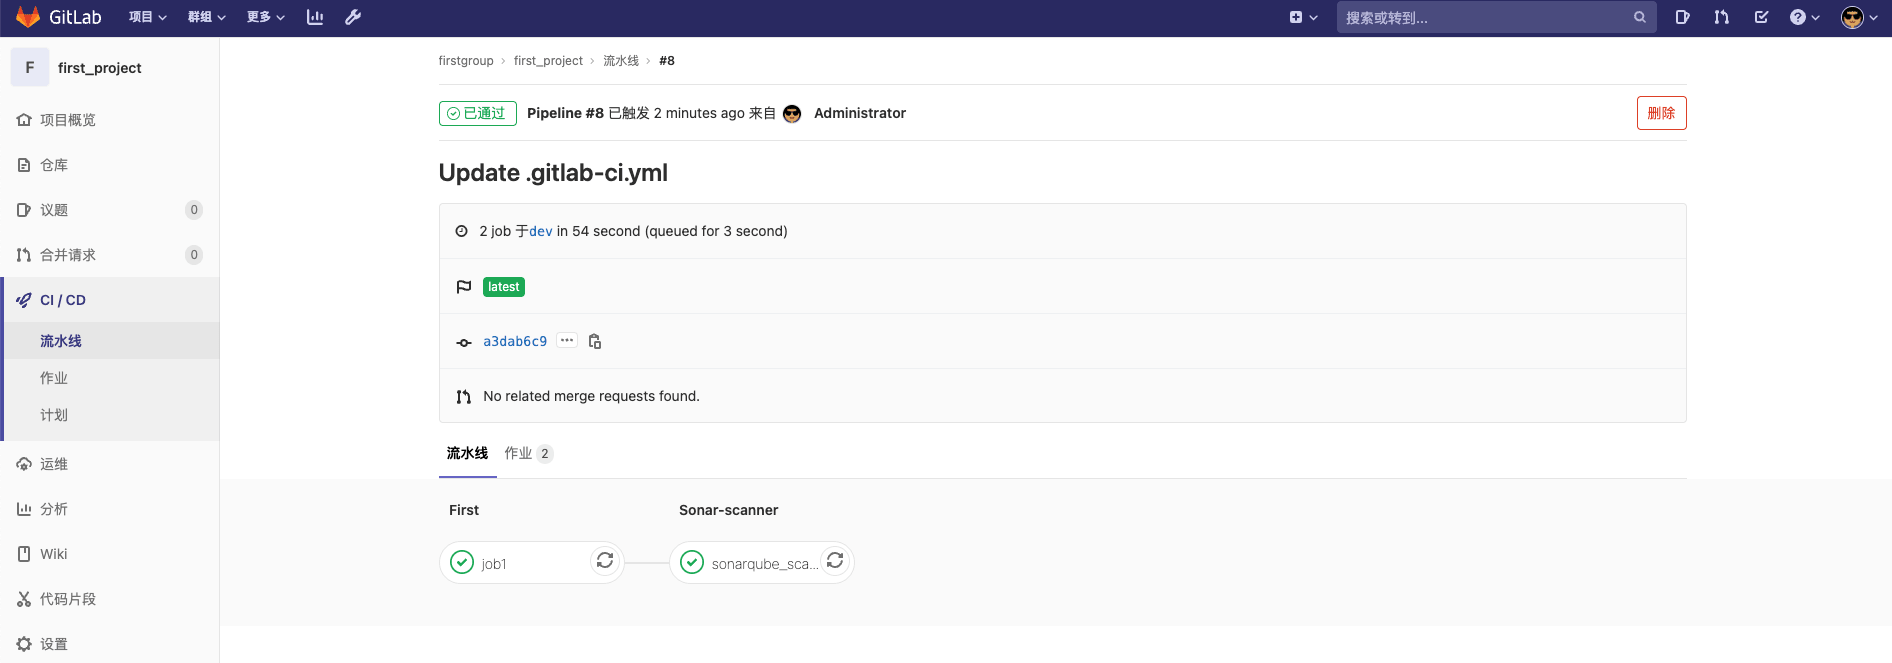 GitLab 项目 群组 更多 搜索或转到...
F first_project
项目概览
仓库
议题 0
合并请求 0
CI / CD
流水线
作业
计划
运维
分析
Wiki
代码片段
设置
firstgroup › first_project › 流水线 › #8
已通过 Pipeline #8 已触发 2 minutes ago 来自 Administrator 删除
Update .gitlab-ci.yml
2 job 于dev in 54 second (queued for 3 second)
latest
a3dab6c9 ...
No related merge requests found.
流水线 作业 2
First Sonar-scanner
job1 sonarqube_sca...